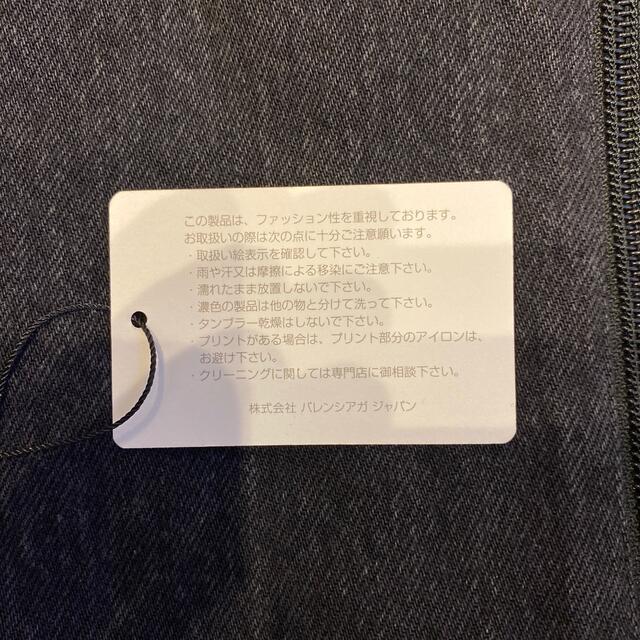 この製品は、ファッション性を重視しております。
お取扱いの際は次の点に十分ご注意願います。
・取扱い絵表示を確認して下さい。
・雨や汗又は摩擦による移染にご注意下さい。
・濡れたまま放置しないで下さい。
・濃色の製品は他の物と分けて洗って下さい。
・タンブラー乾燥はしないで下さい。
・プリントがある場合は、プリント部分のアイロンは、
お避け下さい。
・クリーニングに関しては専門店に御相談下さい。
株式会社 バレンシアガ ジャパン